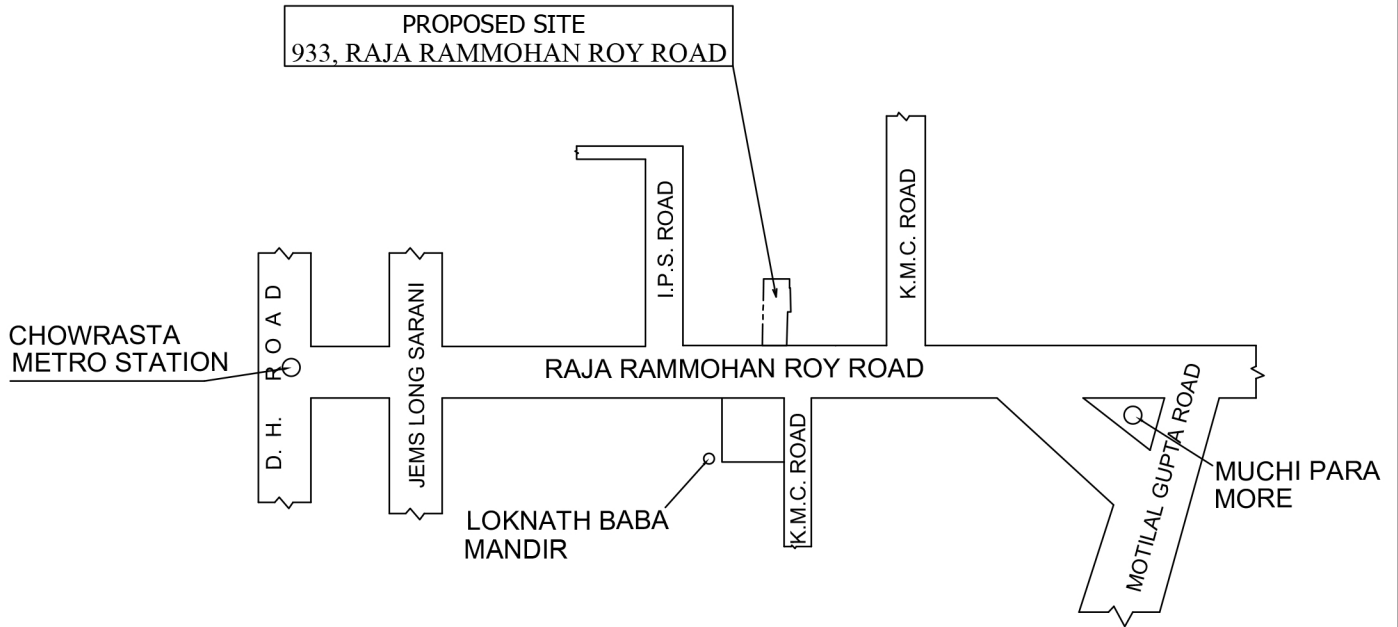 PROPOSED SITE
933, RAJA RAMMOHAN ROY ROAD
I.P.S. ROAD
K.M.C. ROAD
CHOWRASTA
METRO STATION
D. H. ROAD
JEMS LONG SARANI
RAJA RAMMOHAN ROY ROAD
K.M.C. ROAD
LOKNATH BABA
MANDIR
MOTILAL GUPTA ROAD
MUCHI PARA
MORE